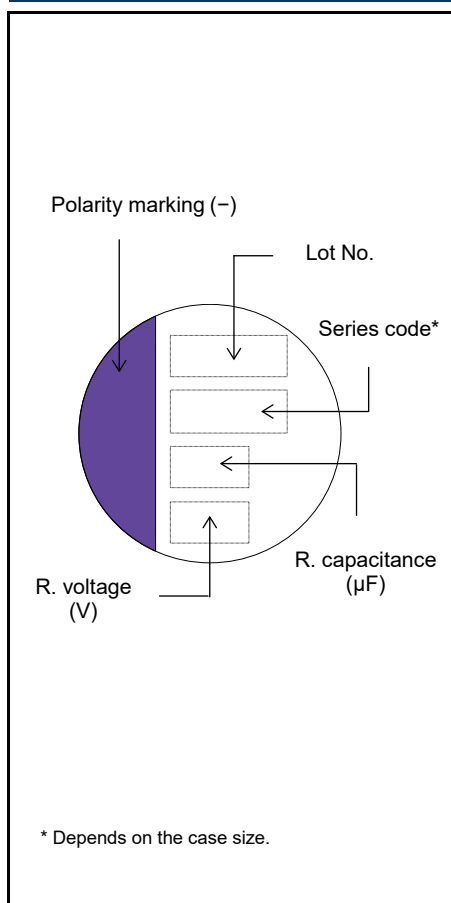 Polarity marking (−)
Lot No.
Series code*
R. capacitance
(μF)
R. voltage
(V)
* Depends on the case size.